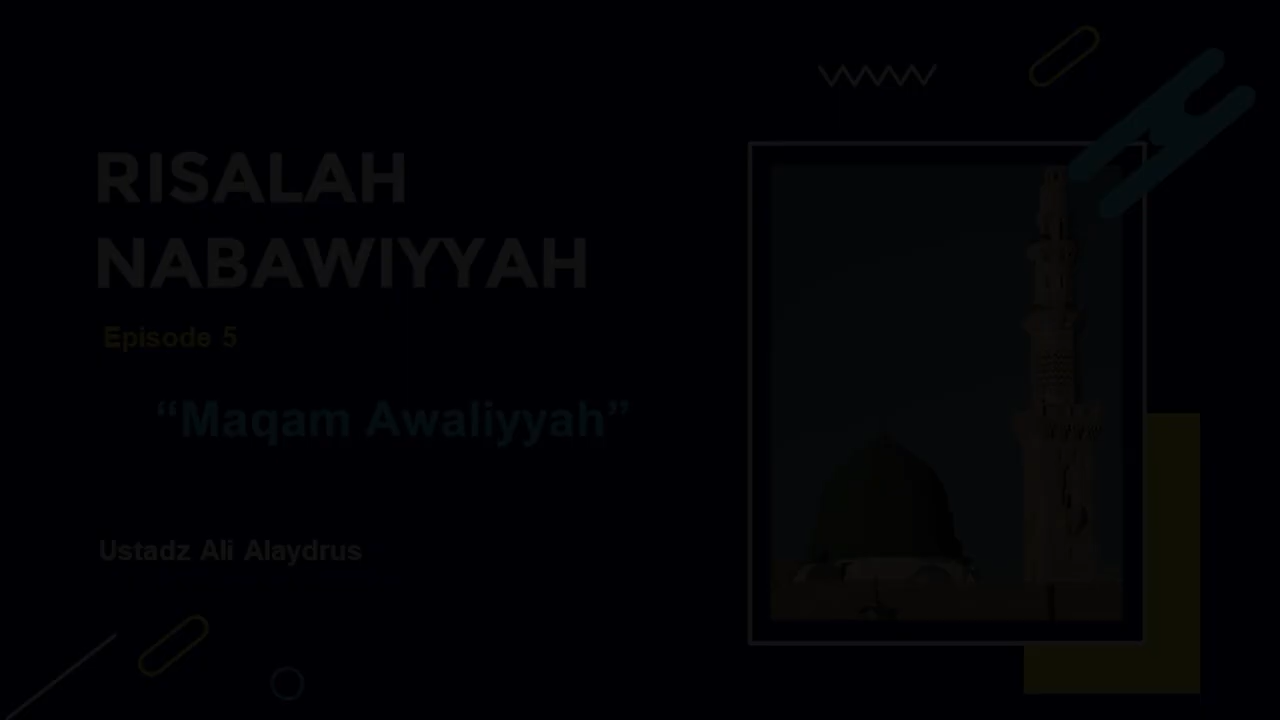 RISALAH
NABAWIYYAH
Episode 5
“Maqam Awaliyyah”
Ustadz Ali Alaydrus